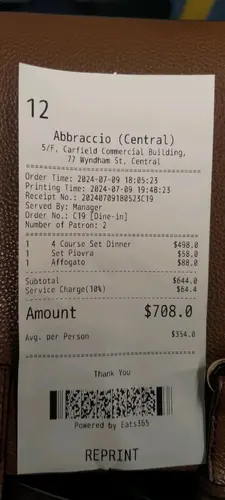 12
Abbraccio (Central)
5/F. Carfield Commercial Building,
77 Wyndham St. Central
Order Time: 2024-07-09 18:05:23
Printing Time: 2024-07-09 19:48:23
Receipt No.: 20240709180523C19
Served By: Manager
Order No.: C19 [Dine-in]
Number of Patron: 2
1 4 Course Set Dinner $498.0
1 Set Piovra $58.0
1 Affogato $88.0
Subtotal $644.0
Service Charge(10%) $64.4
Amount $708.0
Avg. per Person $354.0
Thank You
Powered by Eats365
REPRINT